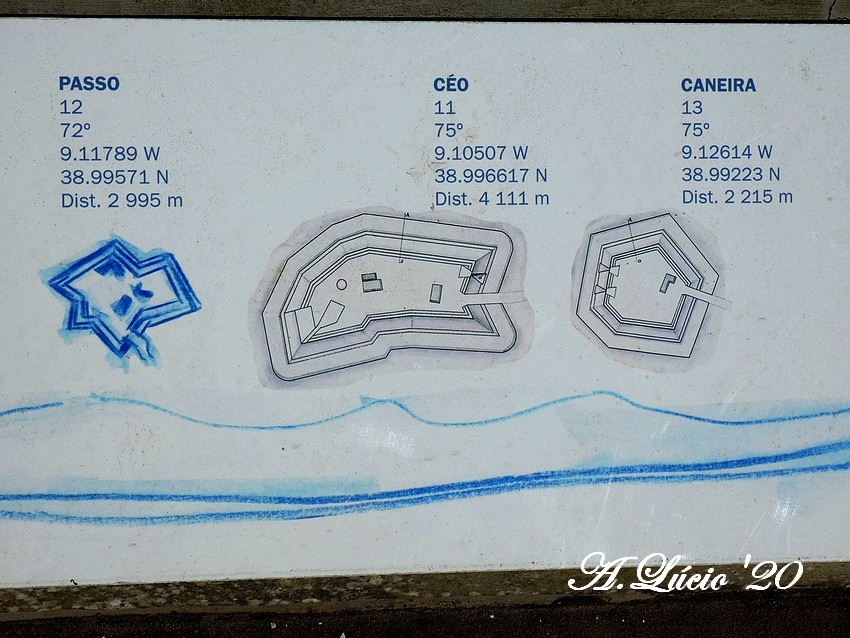 PASSO
12
72º
9.11789 W
38.99571 N
Dist. 2 995 m
CÉO
11
75º
9.10507 W
38.996617 N
Dist. 4 111 m
CANEIRA
13
75º
9.12614 W
38.99223 N
Dist. 2 215 m
A.Lúcio '20